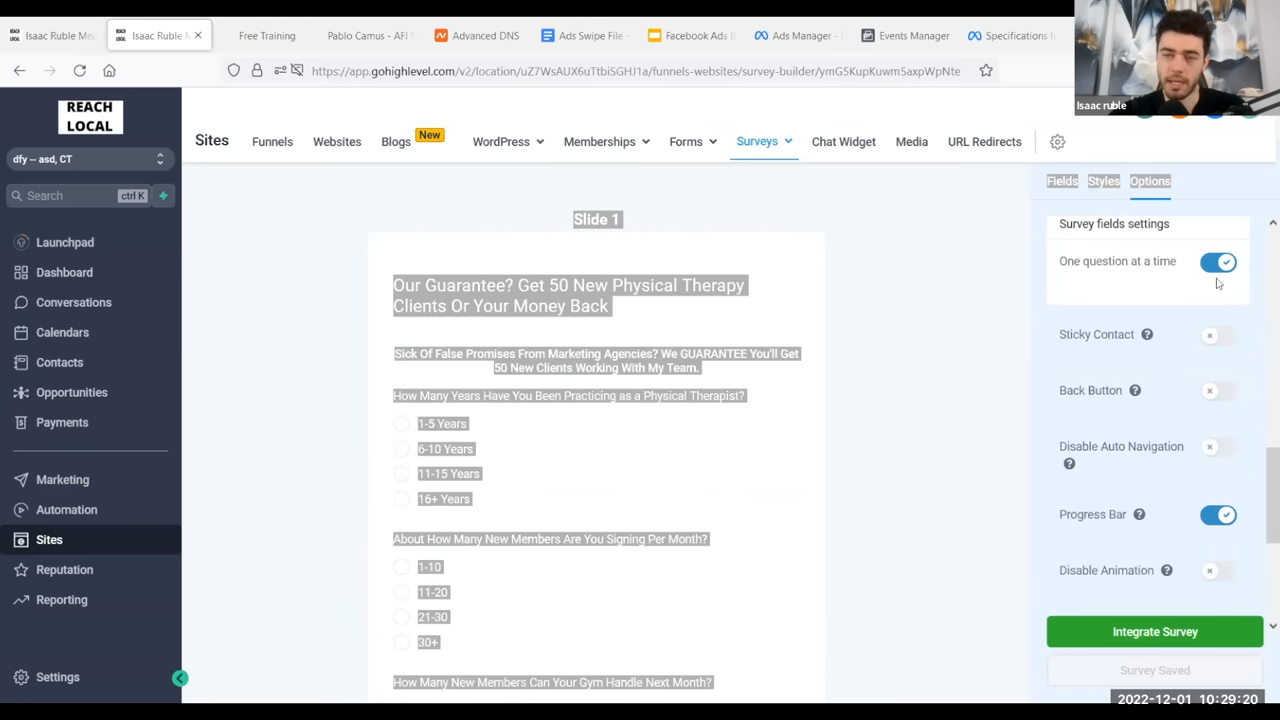 Isaac Ruble Me
Isaac Ruble M
Free Training
Pablo Camus - AFI
Advanced DNS
Ads Swipe File -
Facebook Ads B
Ads Manager -
Events Manager
Specifications f
https://app.gohighlevel.com/v2/location/uZ7WsAUX6uTtbiSGHJ1a/funnels-websites/survey-builder/ymG5KupKuwm5axpWpNte
Isaac ruble
REACH
LOCAL
dfy -- asd, CT
Search
ctrl K
Launchpad
Dashboard
Conversations
Calendars
Contacts
Opportunities
Payments
Marketing
Automation
Sites
Reputation
Reporting
Settings
Sites
Funnels
Websites
Blogs
New
WordPress
Memberships
Forms
Surveys
Chat Widget
Media
URL Redirects
Slide 1
Our Guarantee? Get 50 New Physical Therapy
Clients Or Your Money Back
Sick Of False Promises From Marketing Agencies? We GUARANTEE You'll Get
50 New Clients Working With My Team.
How Many Years Have You Been Practicing as a Physical Therapist?
1-5 Years
6-10 Years
11-15 Years
16+ Years
About How Many New Members Are You Signing Per Month?
1-10
11-20
21-30
30+
How Many New Members Can Your Gym Handle Next Month?
Fields
Styles
Options
Survey fields settings
One question at a time
Sticky Contact
Back Button
Disable Auto Navigation
Progress Bar
Disable Animation
Integrate Survey
Survey Saved
2022-12-01 10:29:20